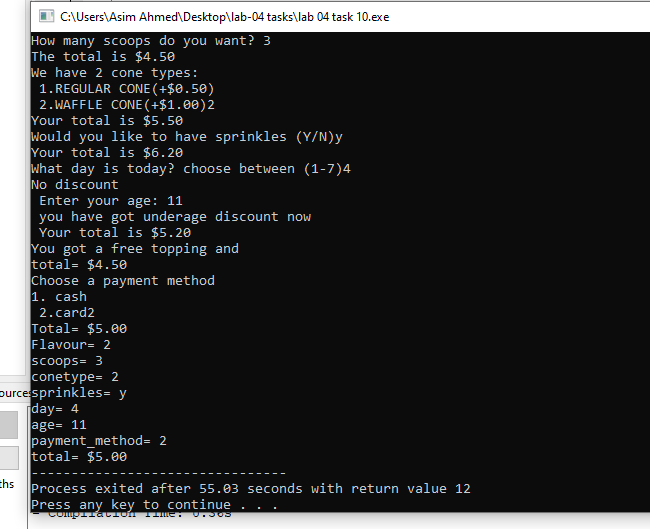 C:\Users\Asim Ahmed\Desktop\lab-04 tasks\lab 04 task 10.exe
How many scoops do you want? 3
The total is $4.50
We have 2 cone types:
1.REGULAR CONE(+$0.50)
2.WAFFLE CONE(+$1.00)2
Your total is $5.50
Would you like to have sprinkles (Y/N)y
Your total is $6.20
What day is today? choose between (1-7)4
No discount
Enter your age: 11
you have got underage discount now
Your total is $5.20
You got a free topping and
total= $4.50
Choose a payment method
1. cash
2.card2
Total= $5.00
Flavour= 2
scoops= 3
conetype= 2
sprinkles= y
day= 4
age= 11
payment_method= 2
total= $5.00
--------------------------------
Process exited after 55.03 seconds with return value 12
Press any key to continue . . .